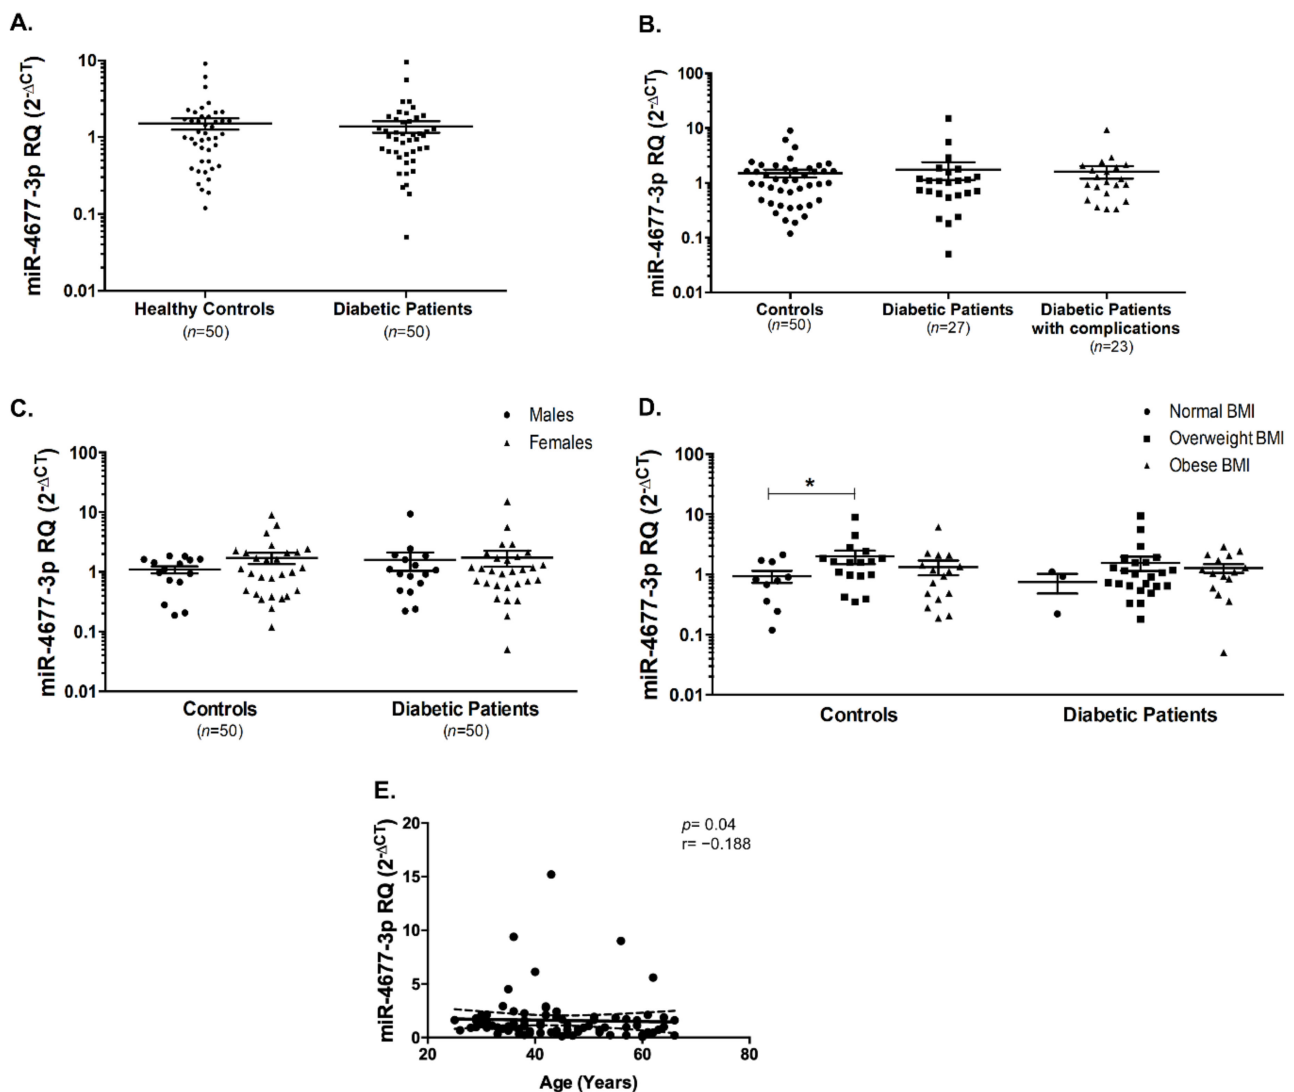 A.
miR-4677-3p RQ (2-ΔCT)
10
1
0.1
0.01
Healthy Controls
(n=50)
Diabetic Patients
(n=50)
B.
miR-4677-3p RQ (2-ΔCT)
100
10
1
0.1
0.01
Controls
(n=50)
Diabetic Patients
(n=27)
Diabetic Patients
with complications
(n=23)
C.
Males
Females
miR-4677-3p RQ (2-ΔCT)
100
10
1
0.1
0.01
Controls
(n=50)
Diabetic Patients
(n=50)
D.
Normal BMI
Overweight BMI
Obese BMI
miR-4677-3p RQ (2-ΔCT)
100
10
1
0.1
0.01
*
Controls
Diabetic Patients
E.
p= 0.04
r= −0.188
miR-4677-3p RQ (2-ΔCT)
20
15
10
5
0
20
40
60
80
Age (Years)